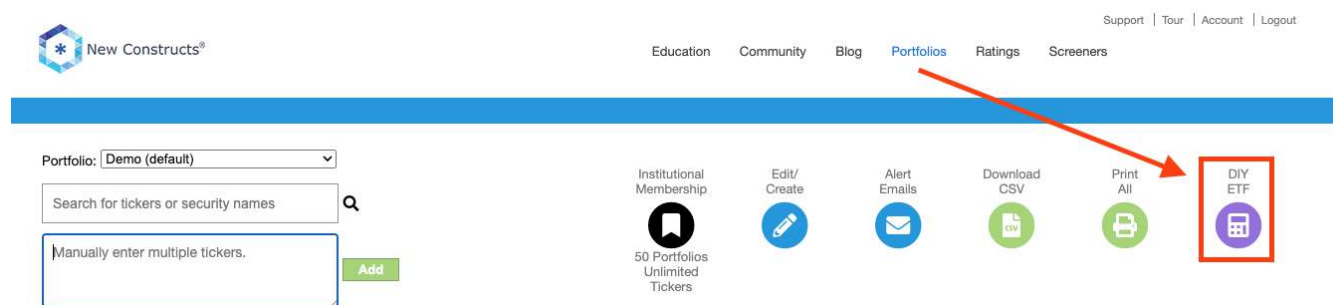 Support | Tour | Account | Logout
New Constructs®
Education Community Blog Portfolios Ratings Screeners
Portfolio: Demo (default)
Search for tickers or security names
Manually enter multiple tickers.
Add
Institutional
Membership
50 Portfolios
Unlimited
Tickers
Edit/
Create
Alert
Emails
Download
CSV
CSV
Print
All
DIY
ETF